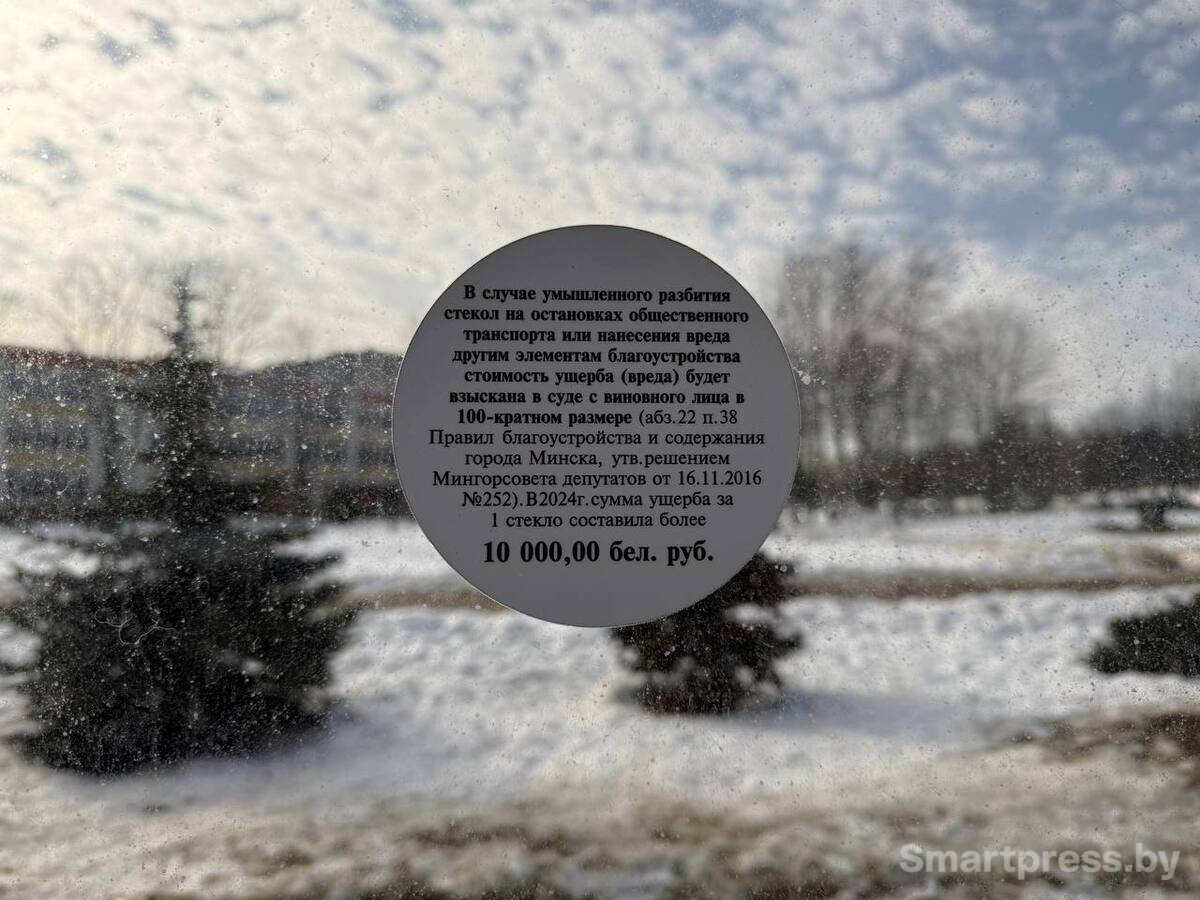 В случае умышленного разбития
стекол на остановках общественного
транспорта или нанесения вреда
другим элементам благоустройства
стоимость ущерба (вреда) будет
взыскана в суде с виновного лица в
100-кратном размере (абз.22 п.38
Правил благоустройства и содержания
города Минска, утв.решением
Мингорсовета депутатов от 16.11.2016
№252).В2024г.сумма ущерба за
1 стекло составила более
10 000,00 бел. руб.
Smartpress.by